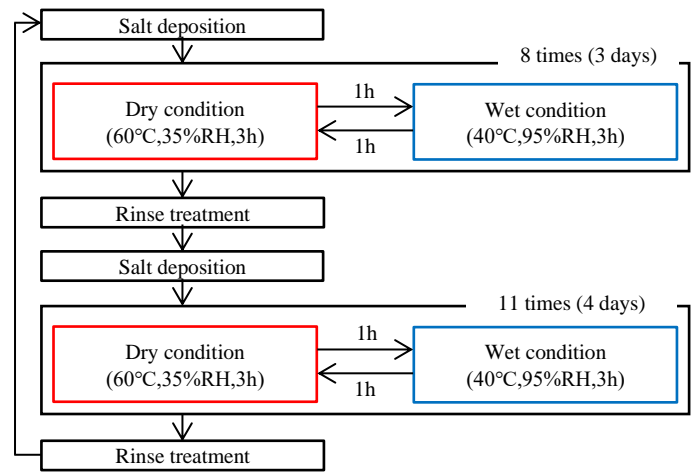 Salt deposition
8 times (3 days)
Dry condition
(60℃,35%RH,3h)
1h
1h
Wet condition
(40℃,95%RH,3h)
Rinse treatment
Salt deposition
11 times (4 days)
Dry condition
(60℃,35%RH,3h)
1h
1h
Wet condition
(40℃,95%RH,3h)
Rinse treatment